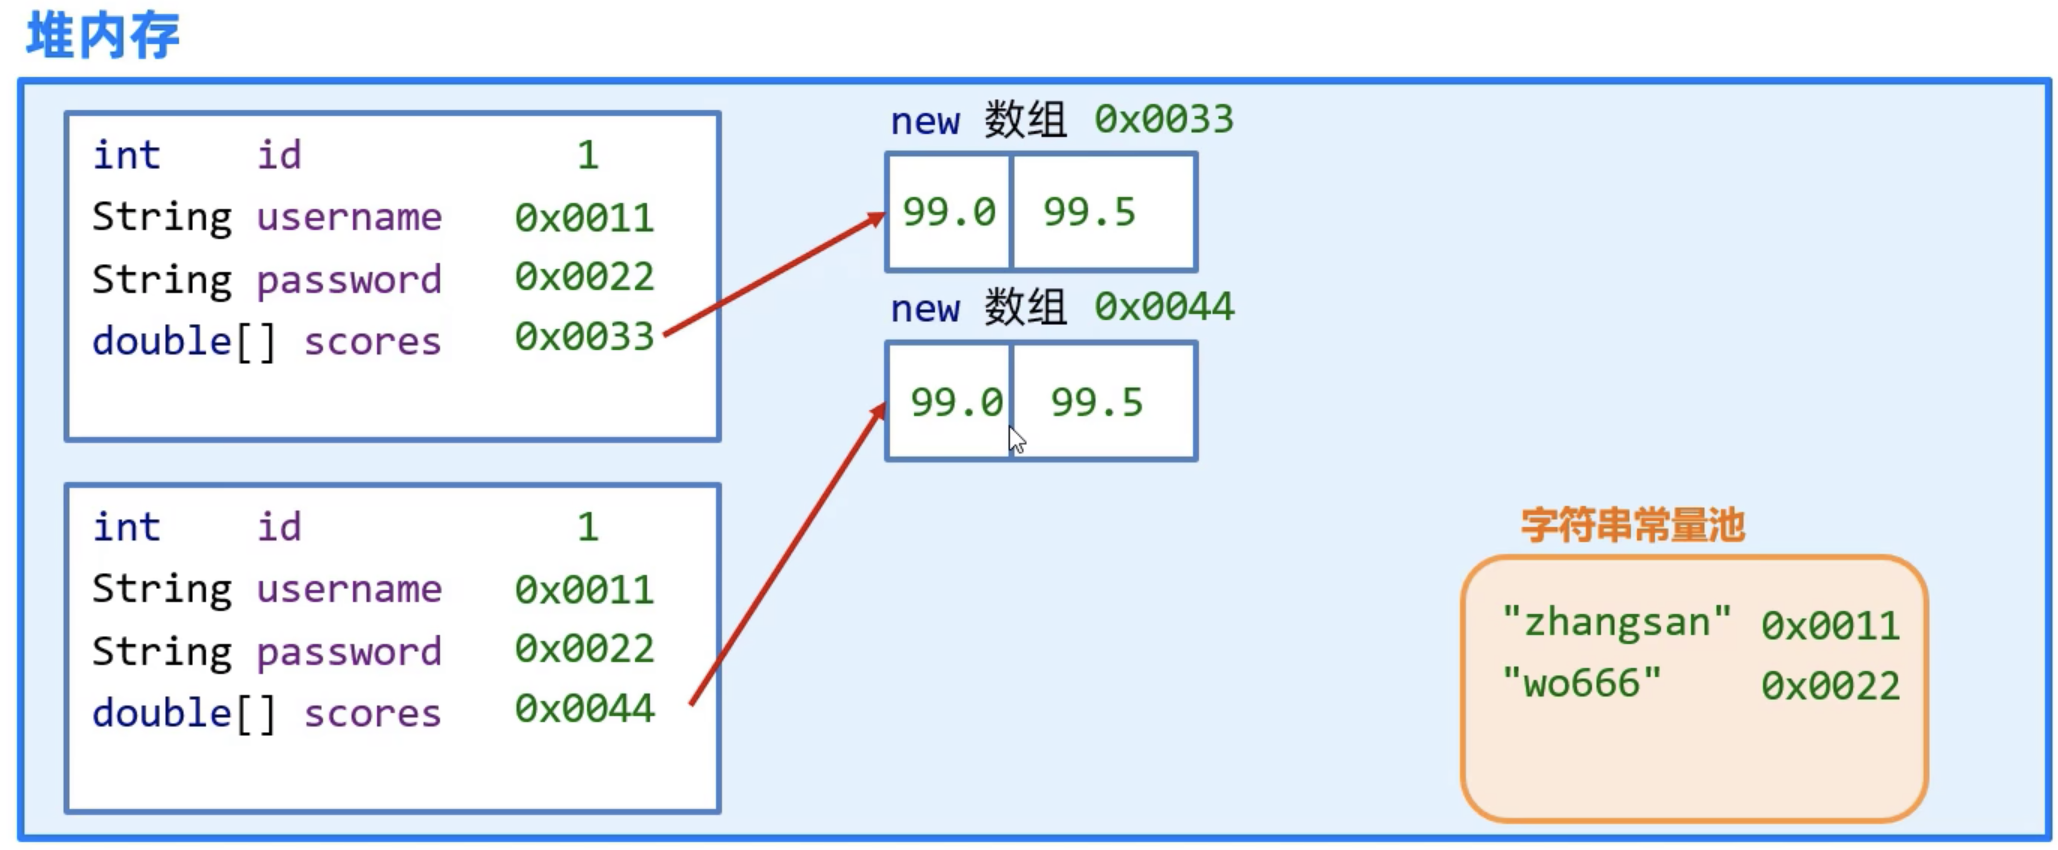 堆内存
int id 1
String username 0x0011
String password 0x0022
double[] scores 0x0033
new 数组 0x0033
99.0 99.5
new 数组 0x0044
99.0 99.5
int id 1
String username 0x0011
String password 0x0022
double[] scores 0x0044
字符串常量池
"zhangsan" 0x0011
"wo666" 0x0022